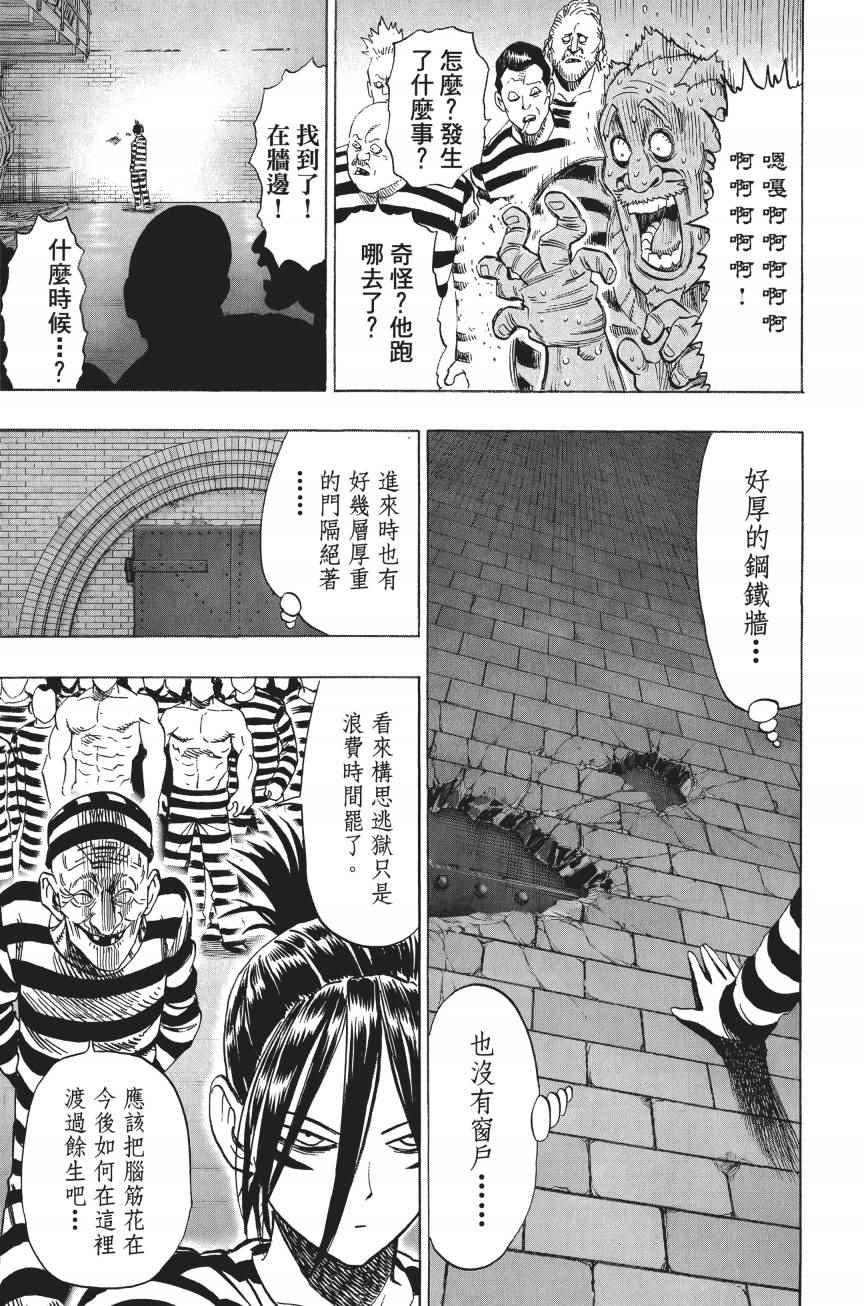 嗯嘎啊啊啊啊啊
啊啊啊啊啊！
怎麼？發生
了什麼事？
奇怪？他跑
哪去了？
找到了！
在牆邊！
什麼時候…？
好厚的鋼鐵牆…
也沒有窗戶……
進來時也有
好幾層厚重
的門隔絕著
……
看來構思逃獄只是
浪費時間罷了。
應該把腦筋花在
今後如何在這裡
渡過餘生吧…